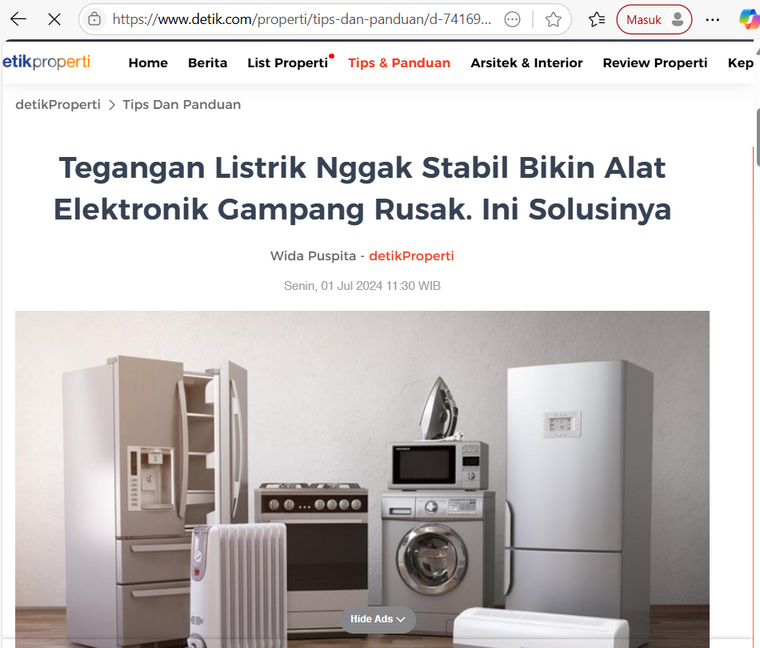 https://www.detik.com/properti/tips-dan-panduan/d-74169...
Masuk
etikproperti
Home Berita List Properti Tips & Panduan Arsitek & Interior Review Properti Kep
detikProperti > Tips Dan Panduan
Tegangan Listrik Nggak Stabil Bikin Alat
Elektronik Gampang Rusak. Ini Solusinya
Wida Puspita - detikProperti
Senin, 01 Jul 2024 11:30 WIB
Hide Ads